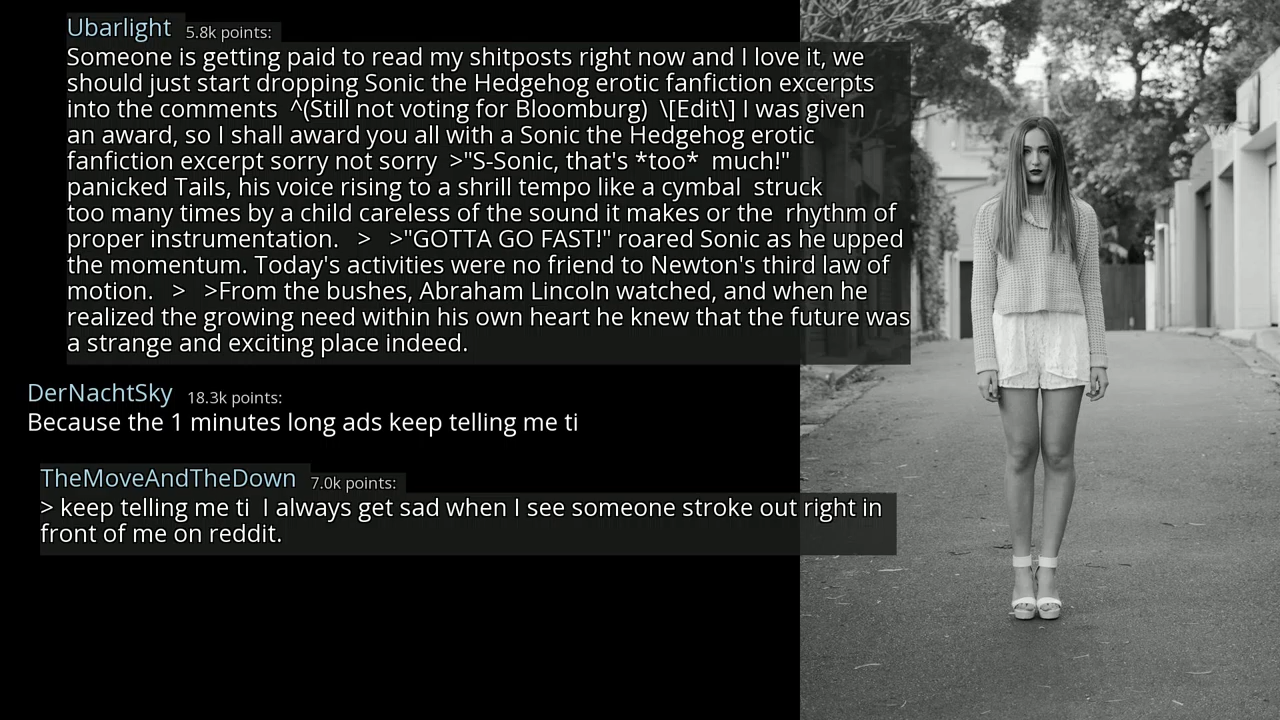 Ubarlight 5.8k points:
Someone is getting paid to read my shitposts right now and I love it, we
should just start dropping Sonic the Hedgehog erotic fanfiction excerpts
into the comments  ^(Still not voting for Bloomburg)  \[Edit\] I was given
an award, so I shall award you all with a Sonic the Hedgehog erotic
fanfiction excerpt sorry not sorry  >"S-Sonic, that's *too*  much!"
panicked Tails, his voice rising to a shrill tempo like a cymbal  struck
too many times by a child careless of the sound it makes or the  rhythm of
proper instrumentation.   >   >"GOTTA GO FAST!" roared Sonic as he upped
the momentum. Today's activities were no friend to Newton's third law of
motion.   >   >From the bushes, Abraham Lincoln watched, and when he
realized the growing need within his own heart he knew that the future was
a strange and exciting place indeed.
DerNachtSky 18.3k points:
Because the 1 minutes long ads keep telling me ti
TheMoveAndTheDown 7.0k points:
> keep telling me ti  I always get sad when I see someone stroke out right in
front of me on reddit.